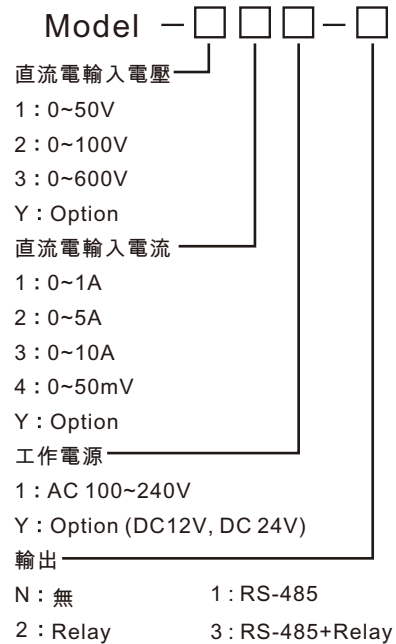 Model －□□□－□
直流電輸入電壓
1：0~50V
2：0~100V
3：0~600V
Y：Option
直流電輸入電流
1：0~1A
2：0~5A
3：0~10A
4：0~50mV
Y：Option
工作電源
1：AC 100~240V
Y：Option (DC12V, DC 24V)
輸出
N：無 1 : RS-485
2：Relay 3 : RS-485+Relay